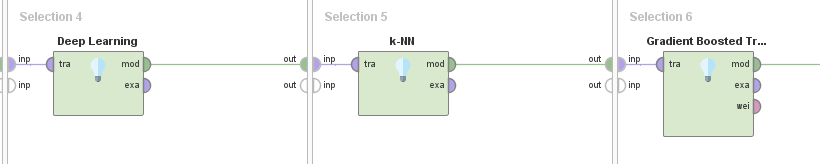 Selection 4
Selection 5
Selection 6
Deep Learning
k-NN
Gradient Boosted Tr...
inp
tra
mod
out
inp
tra
mod
out
inp
tra
mod
inp
exa
out
inp
exa
out
inp
exa
wei